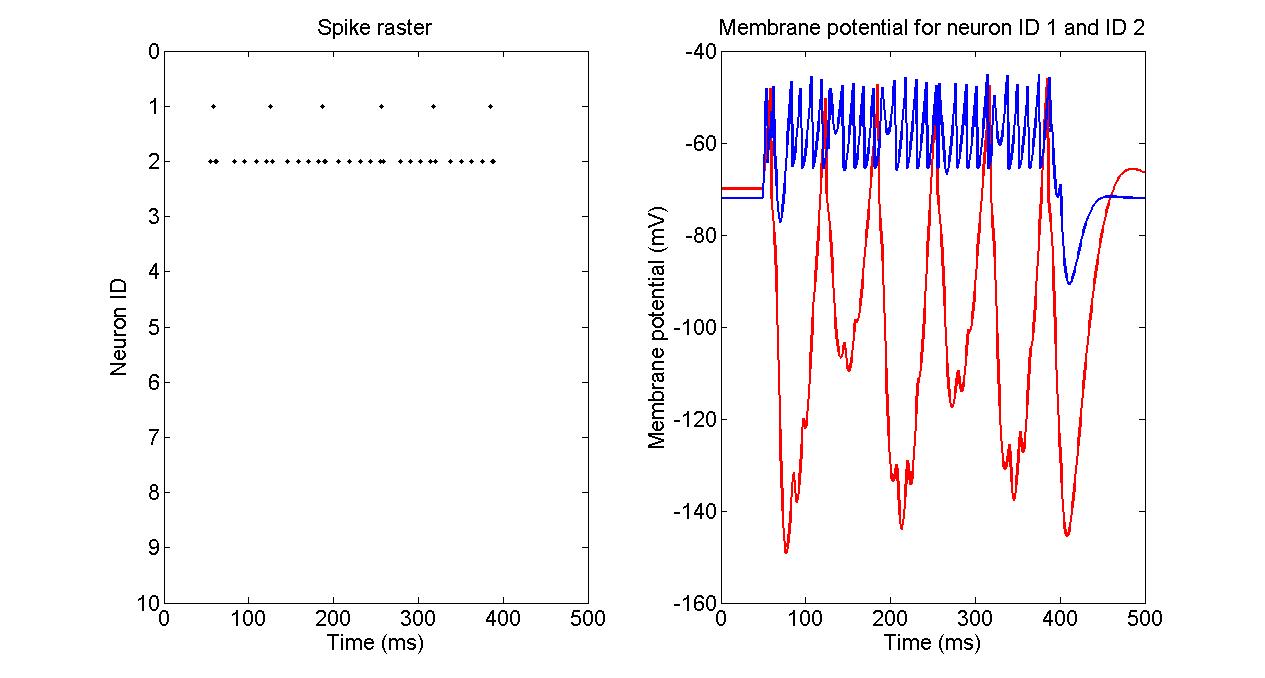 Spike raster
0
1
2
3
4
5
6
7
8
9
10
Neuron ID
0 100 200 300 400 500
Time (ms)
Membrane potential for neuron ID 1 and ID 2
-40
-60
-80
-100
-120
-140
-160
Membrane potential (mV)
0 100 200 300 400 500
Time (ms)